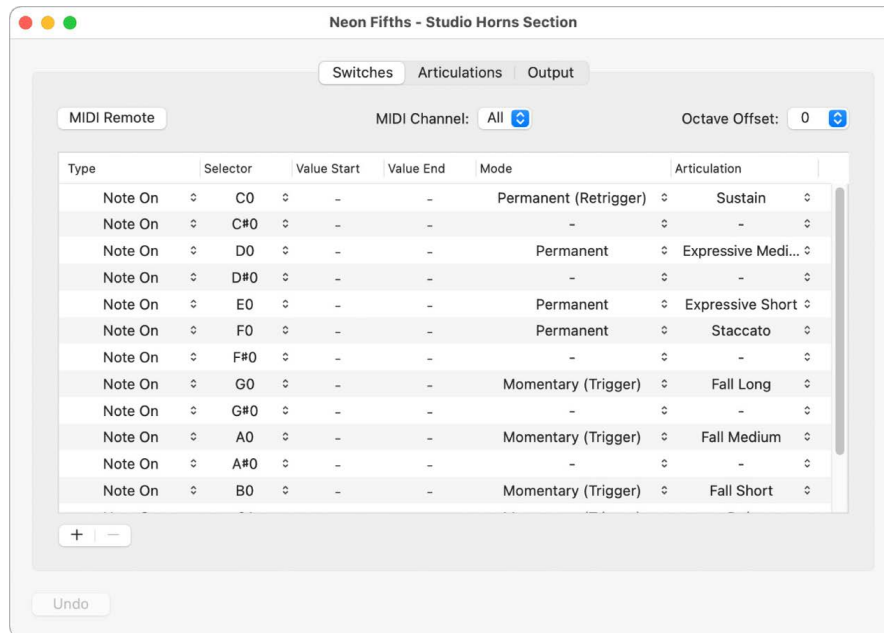 Neon Fifths - Studio Horns Section
Switches Articulations Output
MIDI Remote MIDI Channel: All Octave Offset: 0
Type Selector Value Start Value End Mode Articulation
Note On C0 – – Permanent (Retrigger) Sustain
Note On C#0 – – - -
Note On D0 – – Permanent Expressive Medi...
Note On D#0 – – - -
Note On E0 – – Permanent Expressive Short
Note On F0 – – Permanent Staccato
Note On F#0 – – - -
Note On G0 – – Momentary (Trigger) Fall Long
Note On G#0 – – - -
Note On A0 – – Momentary (Trigger) Fall Medium
Note On A#0 – – - -
Note On B0 – – Momentary (Trigger) Fall Short
+ −
Undo